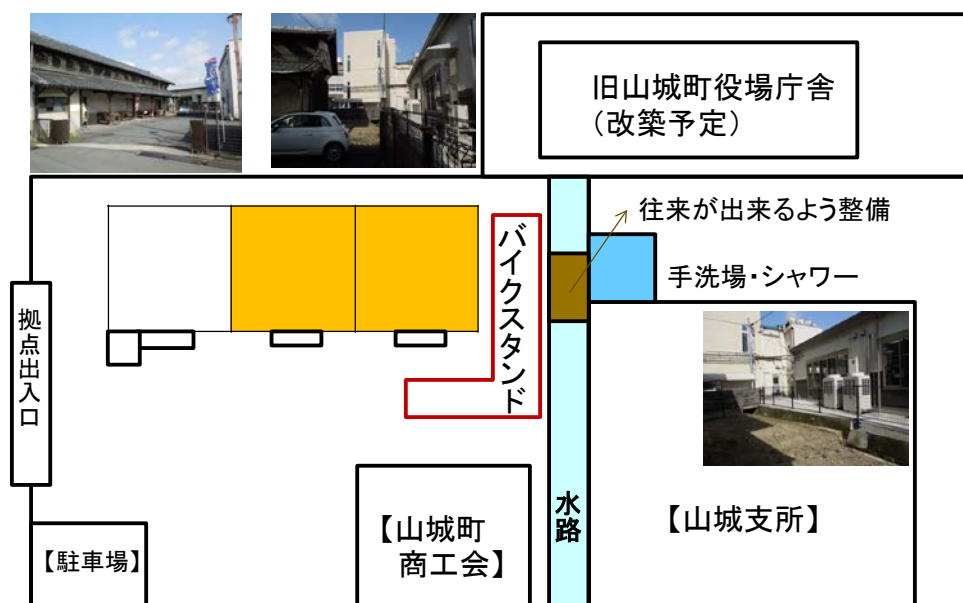 旧山城町役場庁舎
（改築予定）
往来が出来るよう整備
手洗場・シャワー
バイクスタンド
拠点出入口
水路
【山城支所】
【山城町
商工会】
【駐車場】